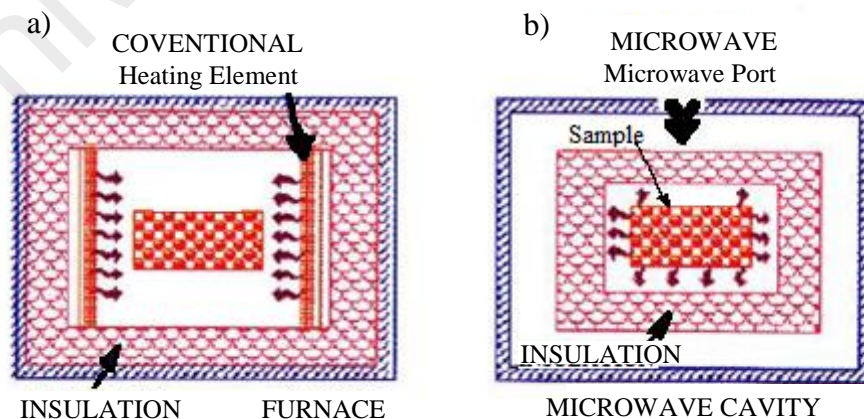 a)
COVENTIONAL
Heating Element
INSULATION
FURNACE
b)
MICROWAVE
Microwave Port
Sample
INSULATION
MICROWAVE CAVITY